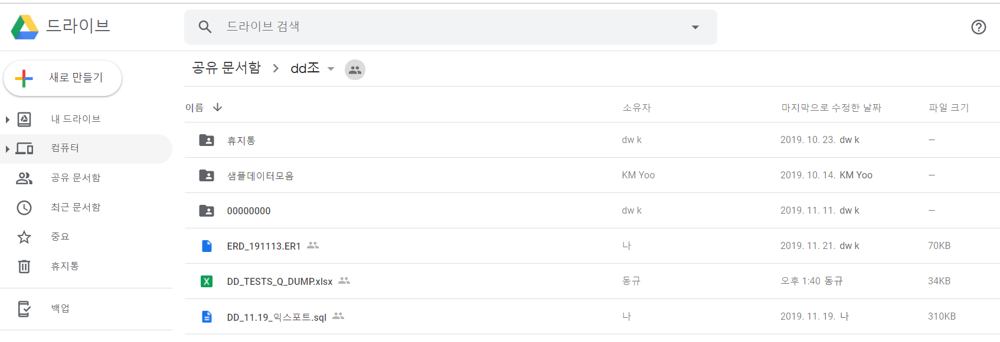 드라이브
드라이브 검색
새로 만들기
내 드라이브
컴퓨터
공유 문서함
최근 문서함
중요
휴지통
백업
공유 문서함 > dd조
이름 소유자 마지막으로 수정한 날짜 파일 크기
휴지통 dw k 2019. 10. 23. dw k —
샘플데이터모음 KM Yoo 2019. 10. 14. KM Yoo —
00000000 dw k 2019. 11. 11. dw k —
ERD_191113.ER1 나 2019. 11. 21. dw k 70KB
DD_TESTS_Q_DUMP.xlsx 동규 오후 1:40 동규 34KB
DD_11.19_익스포트.sql 나 2019. 11. 19. 나 310KB